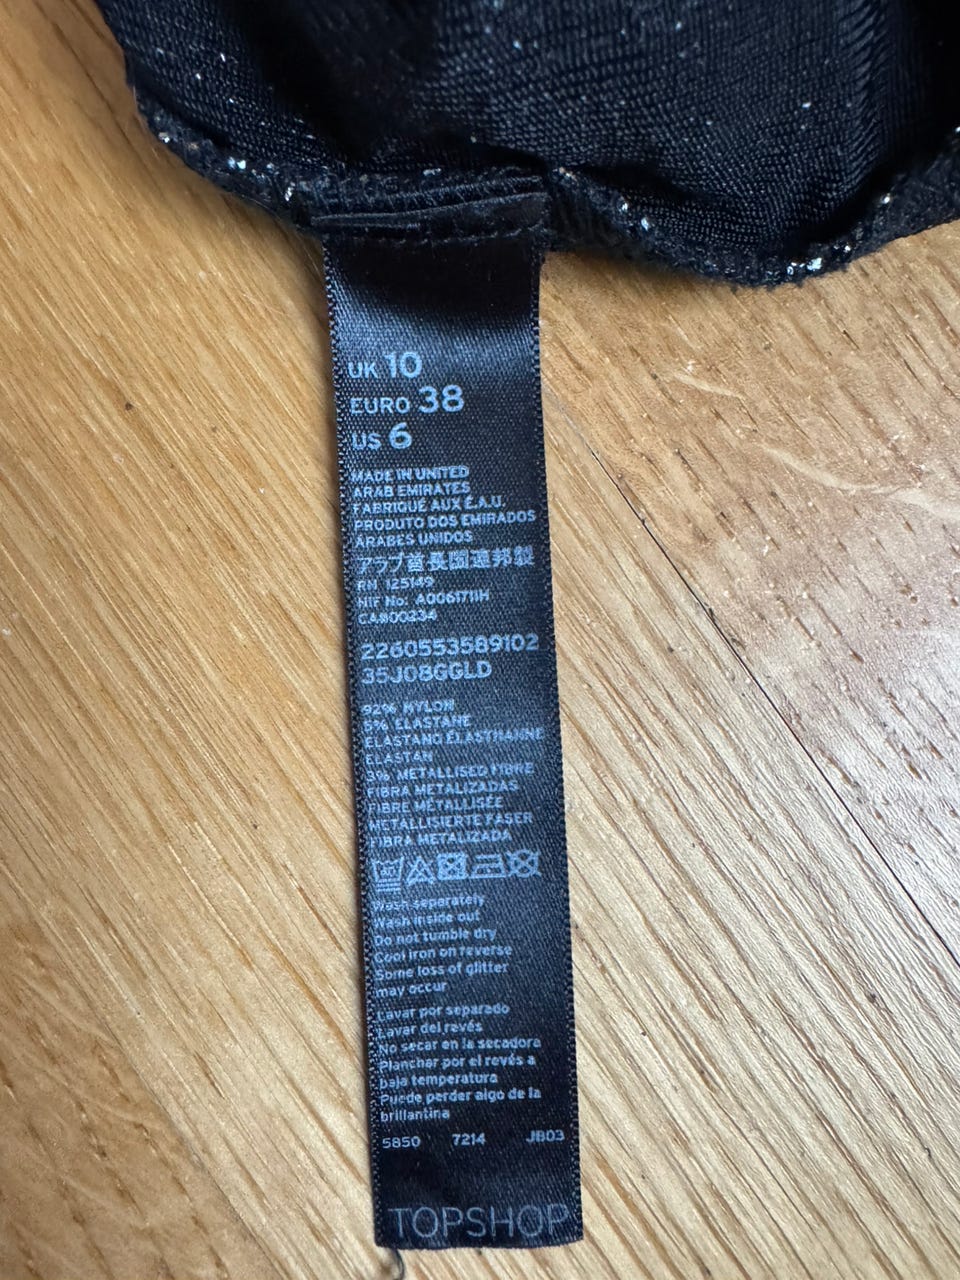 UK 10
EURO 38
US 6
MADE IN UNITED
ARAB EMIRATES
FABRIQUÉ AUX E.A.U.
PRODUTO DOS EMIRADOS
ÁRABES UNIDOS
アラブ首長国連邦製
RN 125149
NIF No: A0061711H
CA#00234
2260553589102
35J08GGLD
92% NYLON
5% ELASTANE
ELASTANO ÉLASTHANNE
ELASTAN
3% METALLISED FIBRE
FIBRA METALIZADAS
FIBRE MÉTALLISÉE
METALLISIERTE FASER
FIBRA METALIZADA
40
Wash separately
Wash inside out
Do not tumble dry
Cool iron on reverse
Some loss of glitter
may occur
Lavar por separado
Lavar del revés
No secar en la secadora
Planchar por el revés a
baja temperatura
Puede perder algo de la
brillantina
5850 7214 JB03
TOPSHOP